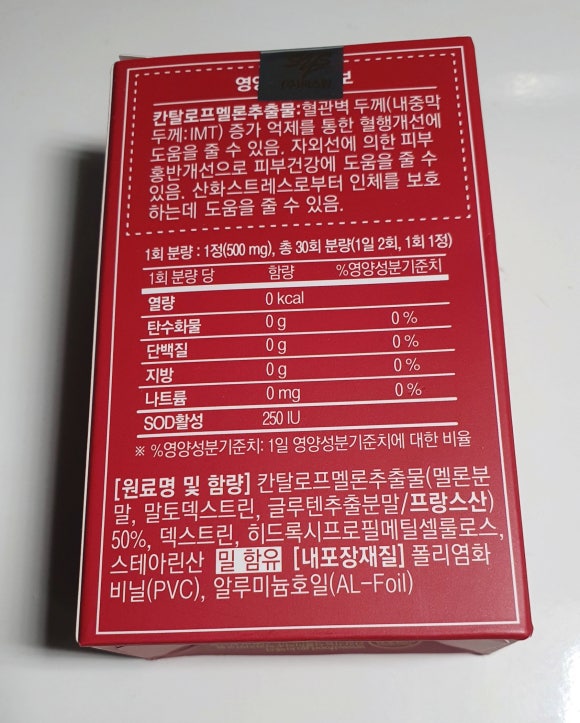 영양 보
칸탈로프멜론추출물:혈관벽 두께(내중막
두께:IMT) 증가 억제를 통한 혈행개선에
도움을 줄 수 있음. 자외선에 의한 피부
홍반개선으로 피부건강에 도움을 줄 수
있음. 산화스트레스로부터 인체를 보호
하는데 도움을 줄 수 있음.
1회 분량 : 1정(500 mg), 총 30회 분량(1일 2회, 1회 1정)
1회 분량 당 함량 %영양성분기준치
열량 0 kcal
탄수화물 0 g 0 %
단백질 0 g 0 %
지방 0 g 0 %
나트륨 0 mg 0 %
SOD활성 250 IU
※ %영양성분기준치: 1일 영양성분기준치에 대한 비율
[원료명 및 함량] 칸탈로프멜론추출물(멜론분
말, 말토덱스트린, 글루텐추출분말/프랑스산)
50%, 덱스트린, 히드록시프로필메틸셀룰로스,
스테아린산 밀 함유 [내포장재질] 폴리염화
비닐(PVC), 알루미늄호일(AL-Foil)